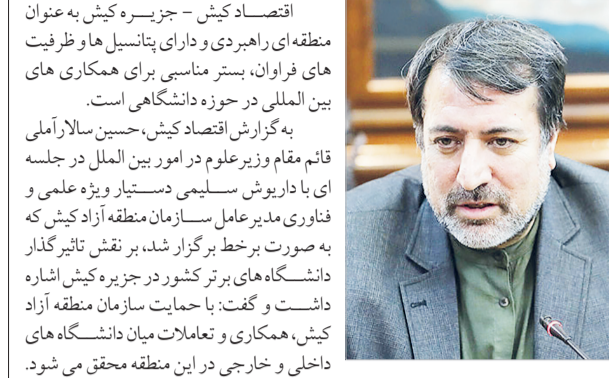 اقتصاد کیش - جزیره کیش به عنوان
منطقه ای راهبردی و دارای پتانسیل ها و ظرفیت
های فراوان، بستر مناسبی برای همکاری های
بین المللی در حوزه دانشگاهی است.
به گزارش اقتصاد کیش، حسین سالارآملی
قائم مقام وزیر علوم در امور بین الملل در جلسه
ای با داریوش سلیمی دستیار ویژه علمی و
فناوری مدیرعامل سازمان منطقه آزاد کیش که
به صورت برخط برگزار شد، بر نقش تاثیرگذار
دانشگاه های برتر کشور در جزیره کیش اشاره
داشت و گفت: با حمایت سازمان منطقه آزاد
کیش، همکاری و تعاملات میان دانشگاه های
داخلی و خارجی در این منطقه محقق می شود.